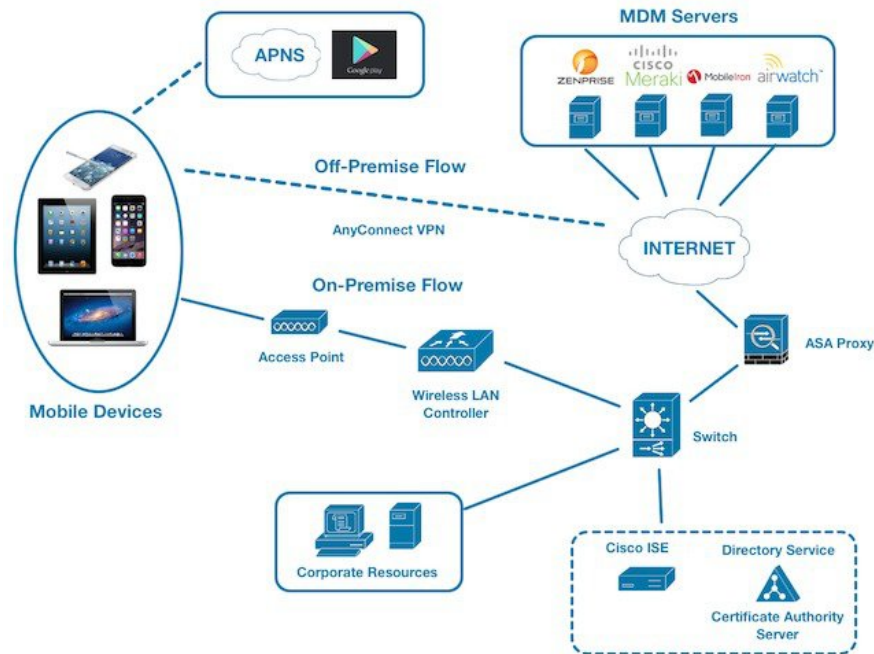 MDM Servers
APNS
Google play
ZENPRISE
CISCO
Meraki
MobileIron
airwatch™
Off-Premise Flow
AnyConnect VPN
INTERNET
On-Premise Flow
Access Point
ASA Proxy
Wireless LAN
Controller
Mobile Devices
Switch
Cisco ISE
Directory Service
Corporate Resources
Certificate Authority
Server